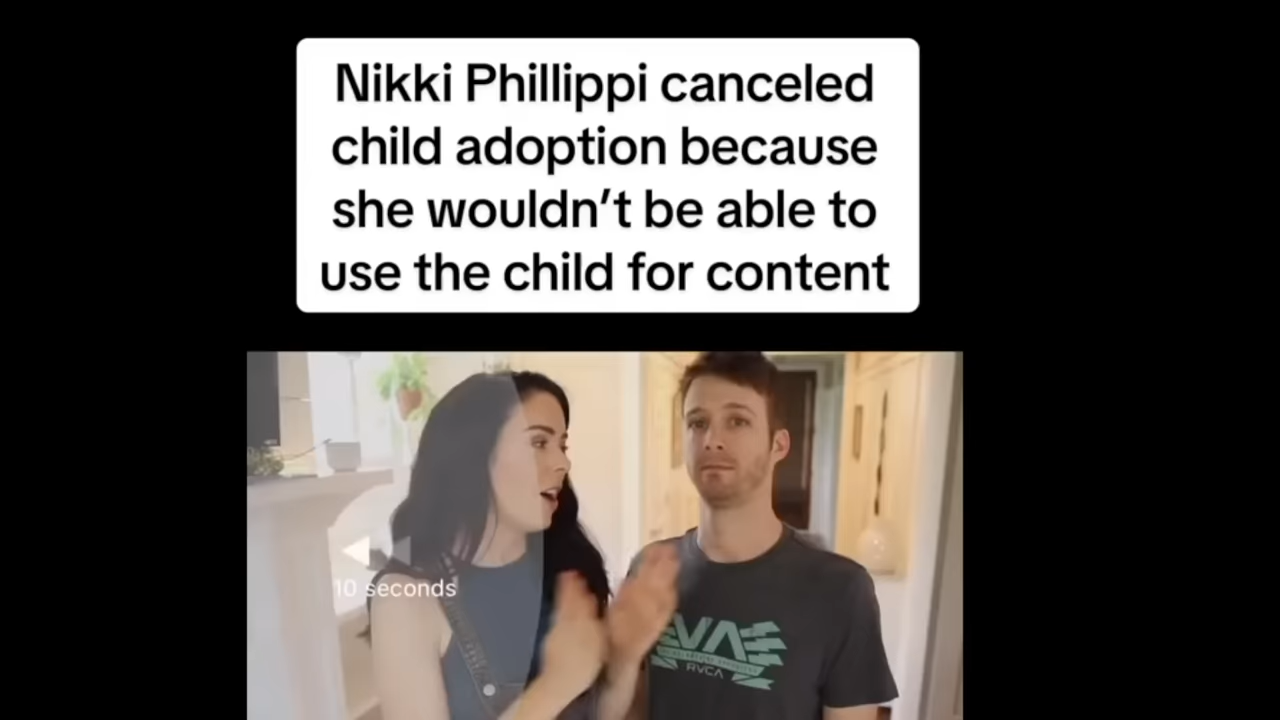 Nikki Phillippi canceled
child adoption because
she wouldn’t be able to
use the child for content
10 seconds
VA
RVCA